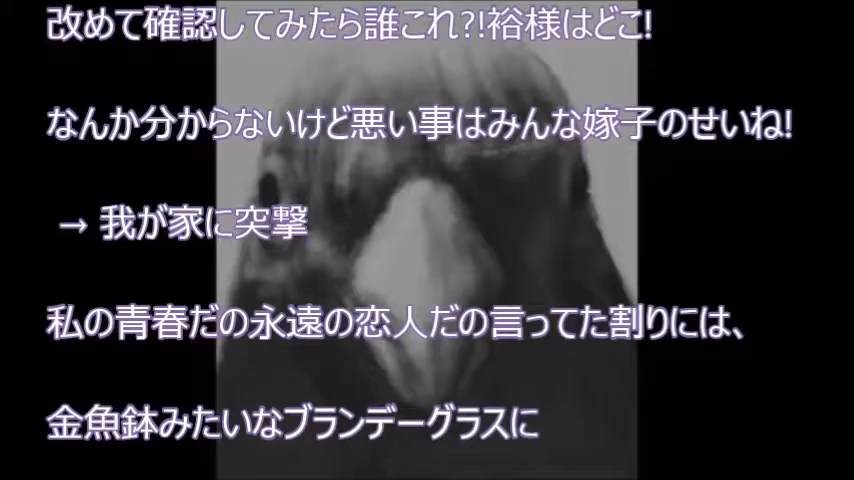 改めて確認してみたら誰これ?!裕様はどこ!
なんか分からないけど悪い事はみんな嫁子のせいね!
→ 我が家に突撃
私の青春だの永遠の恋人だの言ってた割りには、
金魚鉢みたいなブランデーグラスに